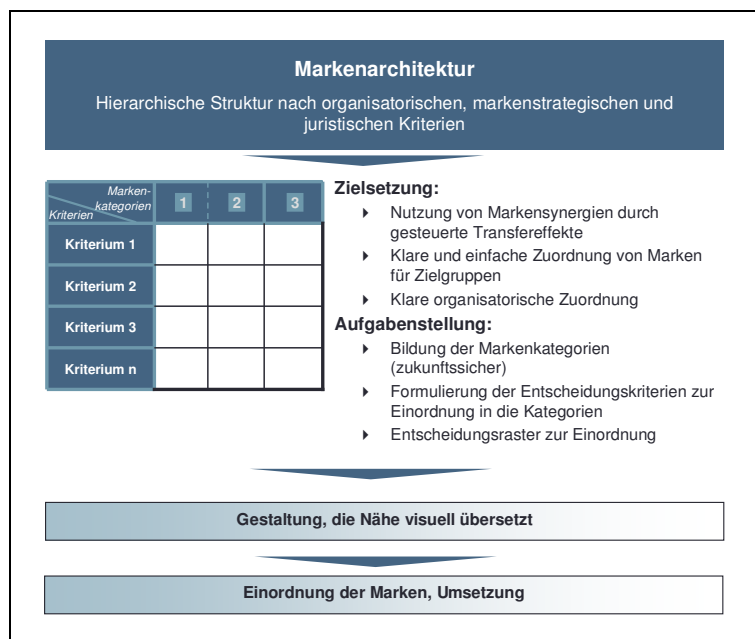 Markenarchitektur
Hierarchische Struktur nach organisatorischen, markenstrategischen und
juristischen Kriterien
Marken-
kategorien
Kriterien
1
2
3
Kriterium 1
Kriterium 2
Kriterium 3
Kriterium n
Zielsetzung:
Nutzung von Markensynergien durch
gesteuerte Transfereffekte
Klare und einfache Zuordnung von Marken
für Zielgruppen
Klare organisatorische Zuordnung
Aufgabenstellung:
Bildung der Markenkategorien
(zukunftssicher)
Formulierung der Entscheidungskriterien zur
Einordnung in die Kategorien
Entscheidungsraster zur Einordnung
Gestaltung, die Nähe visuell übersetzt
Einordnung der Marken, Umsetzung